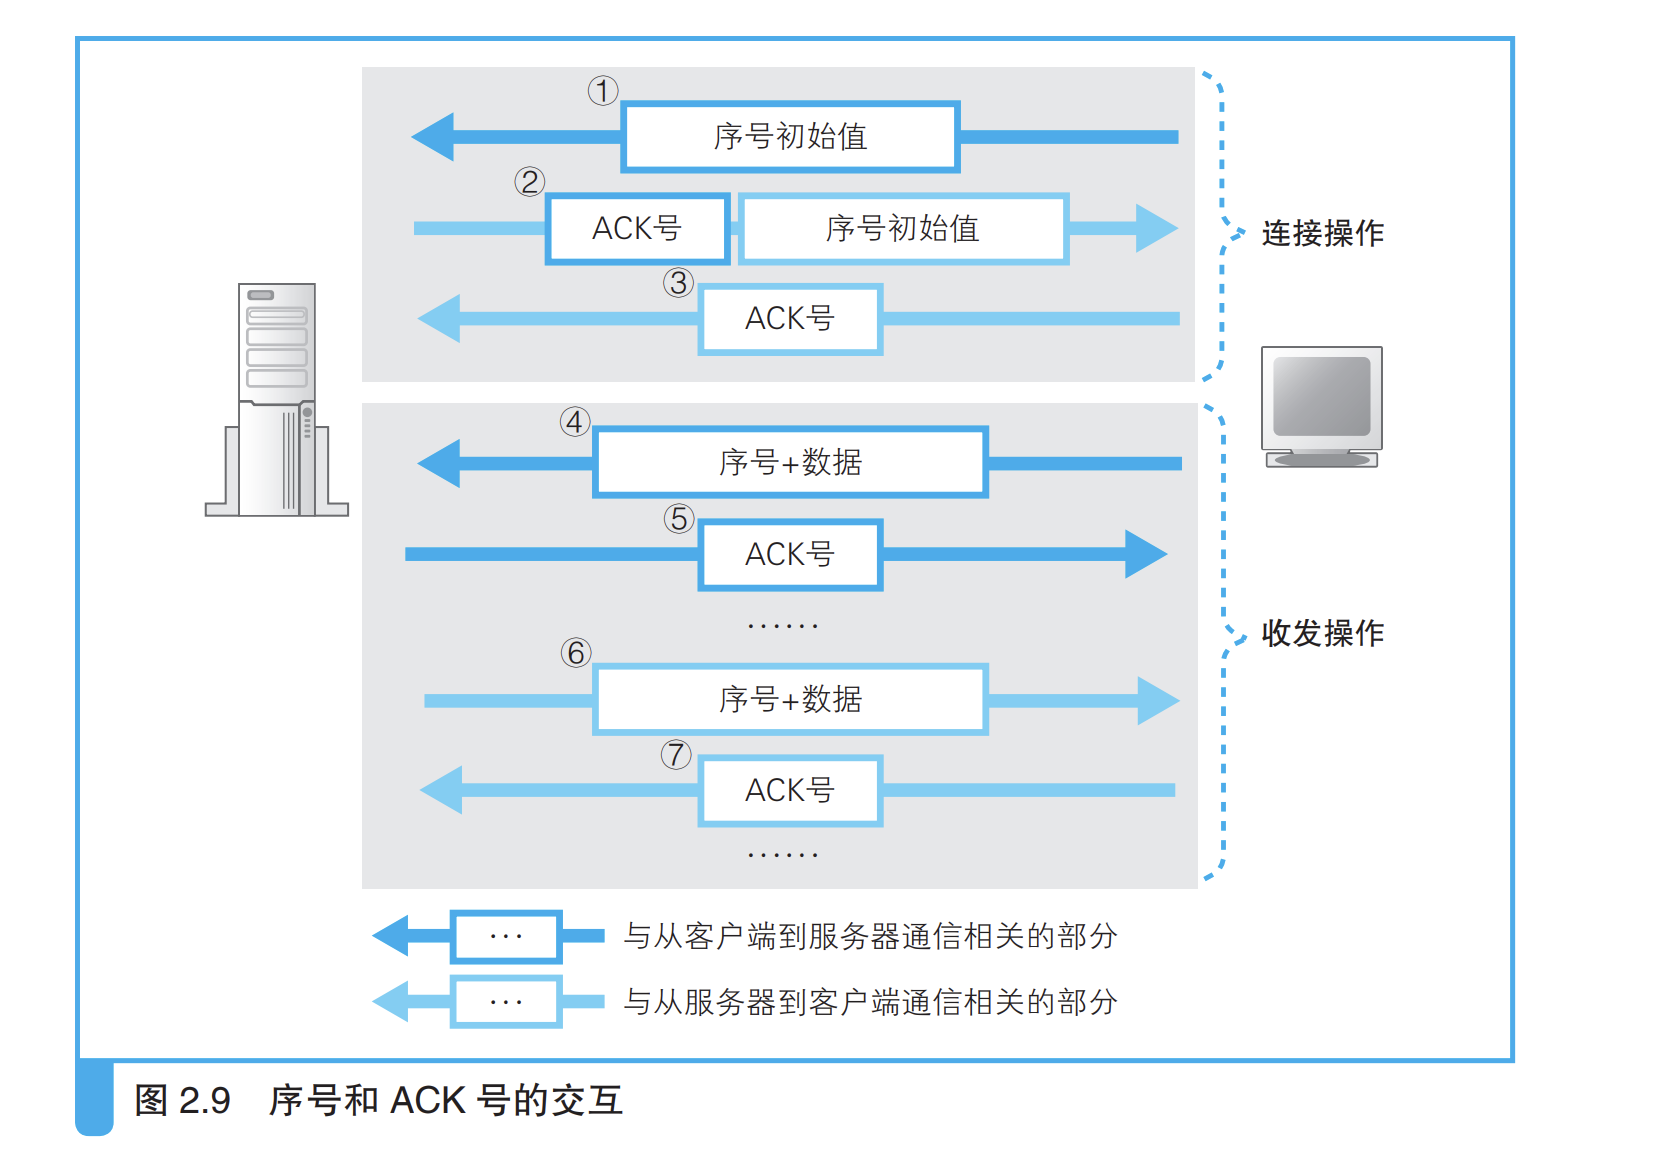 ①
序号初始值
②
ACK号
序号初始值
连接操作
③
ACK号
④
序号+数据
⑤
ACK号
……
收发操作
⑥
序号+数据
⑦
ACK号
……
… 与从客户端到服务器通信相关的部分
… 与从服务器到客户端通信相关的部分
图 2.9 序号和 ACK 号的交互